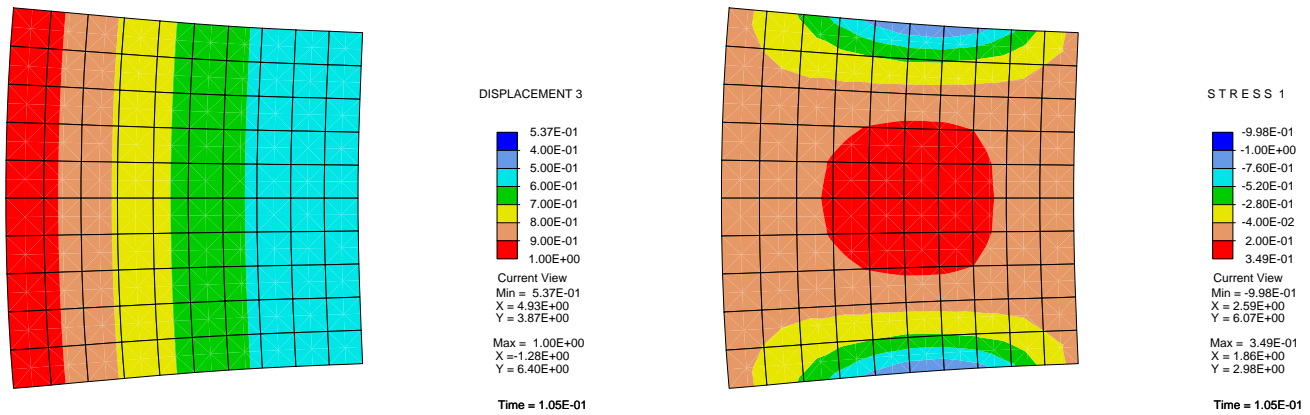 DISPLACEMENT 3
5.37E-01
4.00E-01
5.00E-01
6.00E-01
7.00E-01
8.00E-01
9.00E-01
1.00E+00
Current View
Min = 5.37E-01
X = 4.93E+00
Y = 3.87E+00
Max = 1.00E+00
X =-1.28E+00
Y = 6.40E+00
Time = 1.05E-01
S T R E S S 1
-9.98E-01
-1.00E+00
-7.60E-01
-5.20E-01
-2.80E-01
-4.00E-02
2.00E-01
3.49E-01
Current View
Min = -9.98E-01
X = 2.59E+00
Y = 6.07E+00
Max = 3.49E-01
X = 1.86E+00
Y = 2.98E+00
Time = 1.05E-01